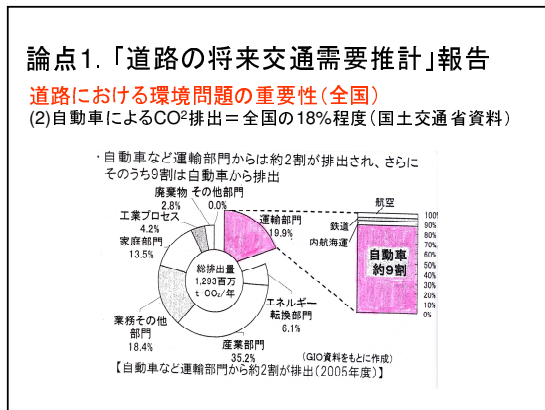 論点1.「道路の将来交通需要推計」報告
道路における環境問題の重要性(全国)
(2)自動車によるCO²排出=全国の18%程度(国土交通省資料)
・自動車など運輸部門からは約2割が排出され、さらに
そのうち9割は自動車から排出
廃棄物
2.8%
その他部門
0.0%
工業プロセス
4.2%
家庭部門
13.5%
業務その他
部門
18.4%
産業部門
35.2%
エネルギー
転換部門
6.1%
運輸部門
19.9%
総排出量
1,293百万
t CO₂/年
航空
鉄道
内航海運
自動車
約9割
100%
90%
80%
70%
60%
50%
40%
30%
20%
10%
0%
(GIO資料をもとに作成)
【自動車など運輸部門から約2割が排出(2005年度)】